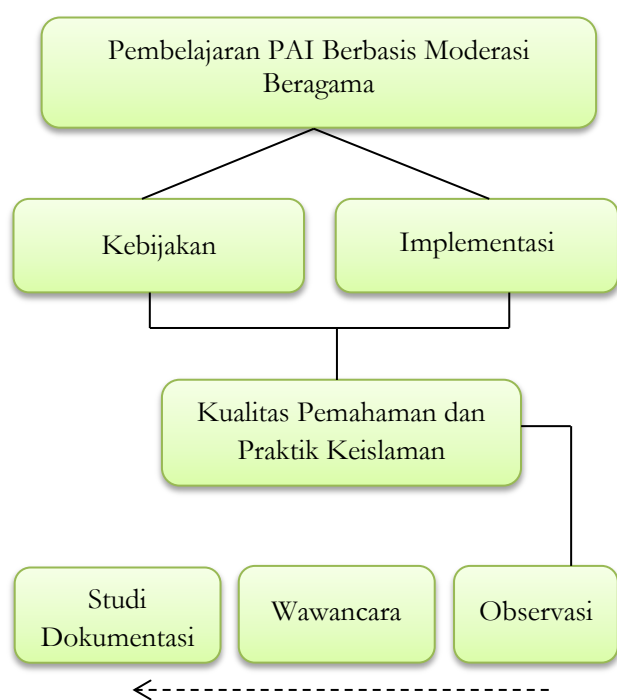 Pembelajaran PAI Berbasis Moderasi
Beragama
Kebijakan
Implementasi
Kualitas Pemahaman dan
Praktik Keislaman
Studi
Dokumentasi
Wawancara
Observasi